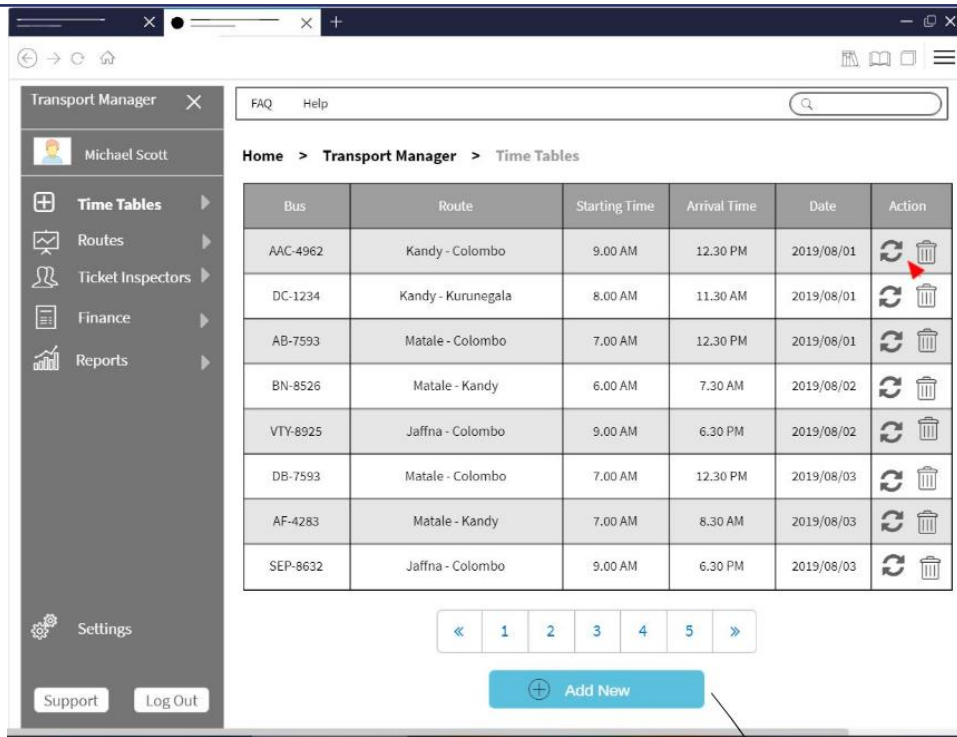 Transport Manager
FAQ Help
Michael Scott
Home > Transport Manager > Time Tables
Time Tables
Routes
Ticket Inspectors
Finance
Reports
Bus Route Starting Time Arrival Time Date Action
AAC-4962 Kandy - Colombo 9.00 AM 12.30 PM 2019/08/01
DC-1234 Kandy - Kurunegala 8.00 AM 11.30 AM 2019/08/01
AB-7593 Matale - Colombo 7.00 AM 12.30 PM 2019/08/01
BN-8526 Matale - Kandy 6.00 AM 7.30 AM 2019/08/02
VTY-8925 Jaffna - Colombo 9.00 AM 6.30 PM 2019/08/02
DB-7593 Matale - Colombo 7.00 AM 12.30 PM 2019/08/03
AF-4283 Matale - Kandy 7.00 AM 8.30 AM 2019/08/03
SEP-8632 Jaffna - Colombo 9.00 AM 6.30 PM 2019/08/03
Settings
« 1 2 3 4 5 »
Add New
Support Log Out